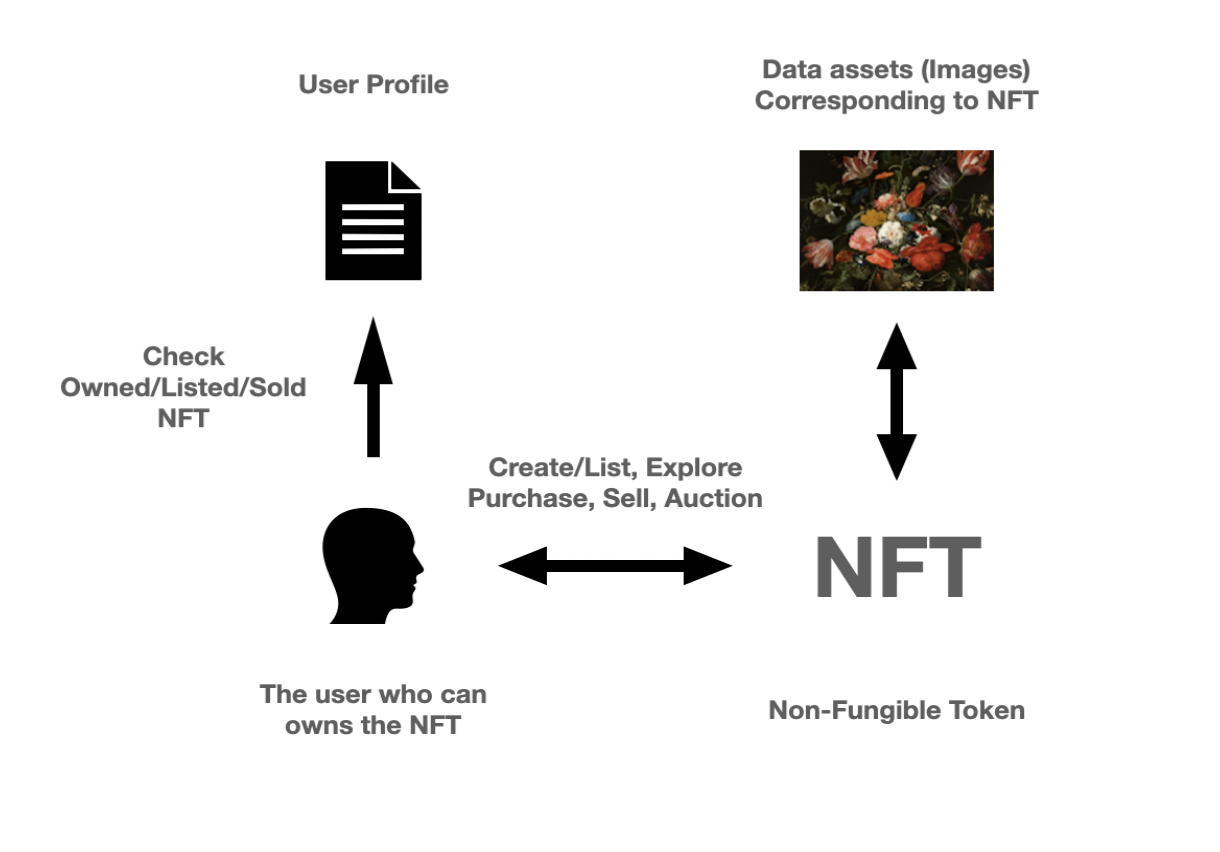 User Profile
Data assets (Images)
Corresponding to NFT
Check
Owned/Listed/Sold
NFT
Create/List, Explore
Purchase, Sell, Auction
NFT
The user who can
owns the NFT
Non-Fungible Token